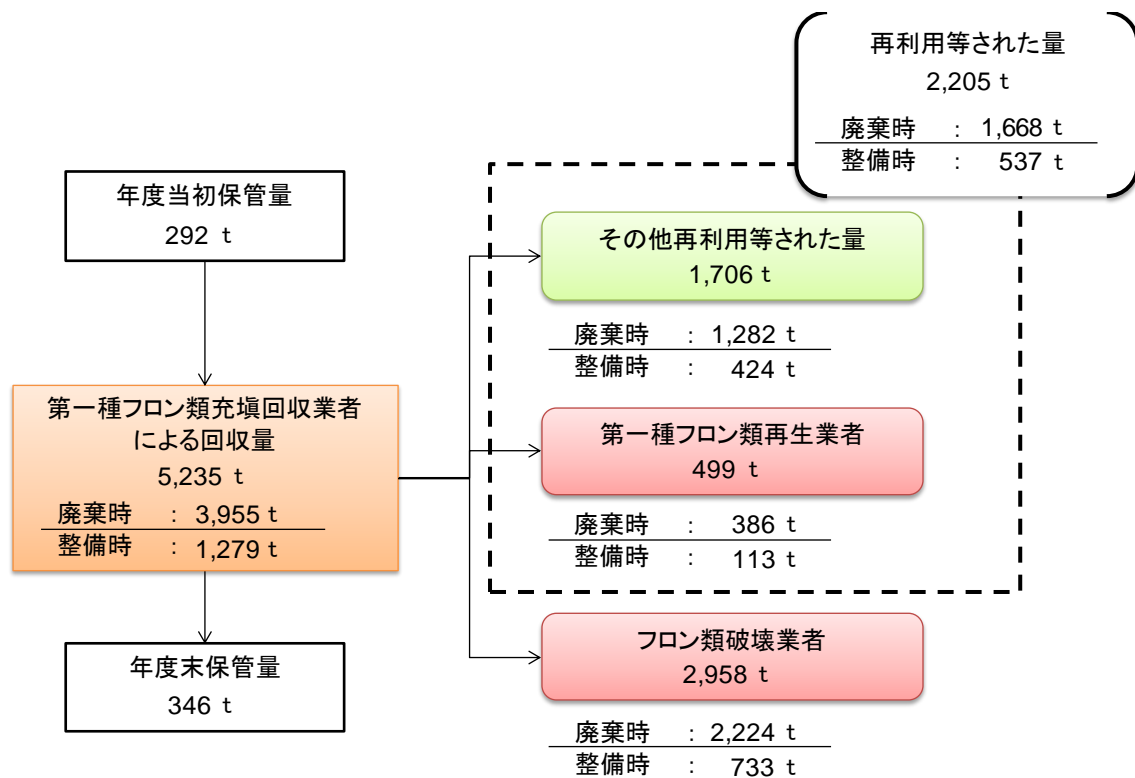 再利用等された量
2,205 t
廃棄時 : 1,668 t
整備時 : 537 t
年度当初保管量
292 t
その他再利用等された量
1,706 t
廃棄時 : 1,282 t
整備時 : 424 t
第一種フロン類充塡回収業者
による回収量
5,235 t
廃棄時 : 3,955 t
整備時 : 1,279 t
第一種フロン類再生業者
499 t
廃棄時 : 386 t
整備時 : 113 t
年度末保管量
346 t
フロン類破壊業者
2,958 t
廃棄時 : 2,224 t
整備時 : 733 t